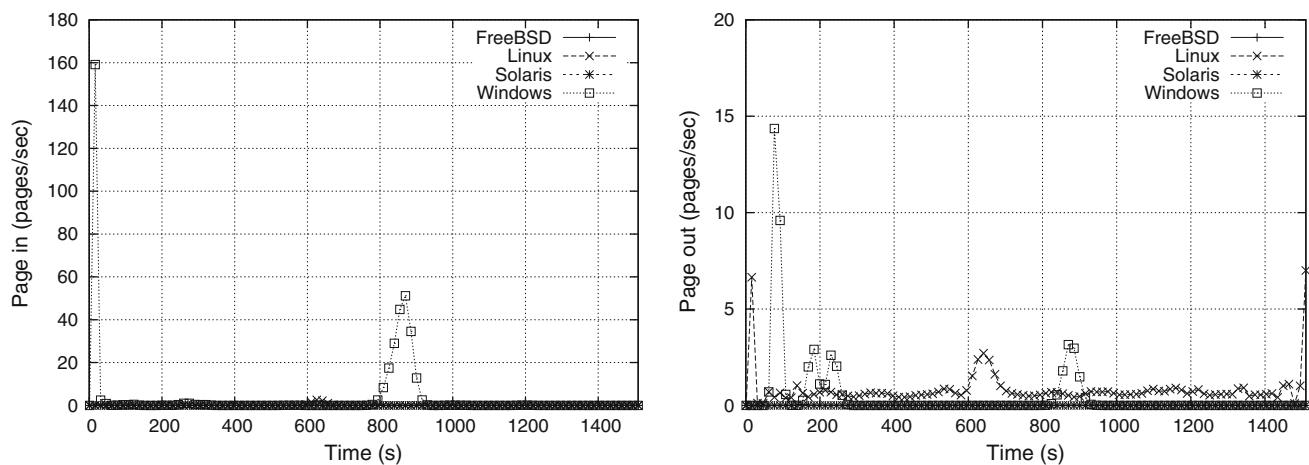 180
160
140
120
100
80
60
40
20
0
Page in (pages/sec)
FreeBSD
Linux
Solaris
Windows
0 200 400 600 800 1000 1200 1400
Time (s)
20
15
10
5
0
Page out (pages/sec)
FreeBSD
Linux
Solaris
Windows
0 200 400 600 800 1000 1200 1400
Time (s)